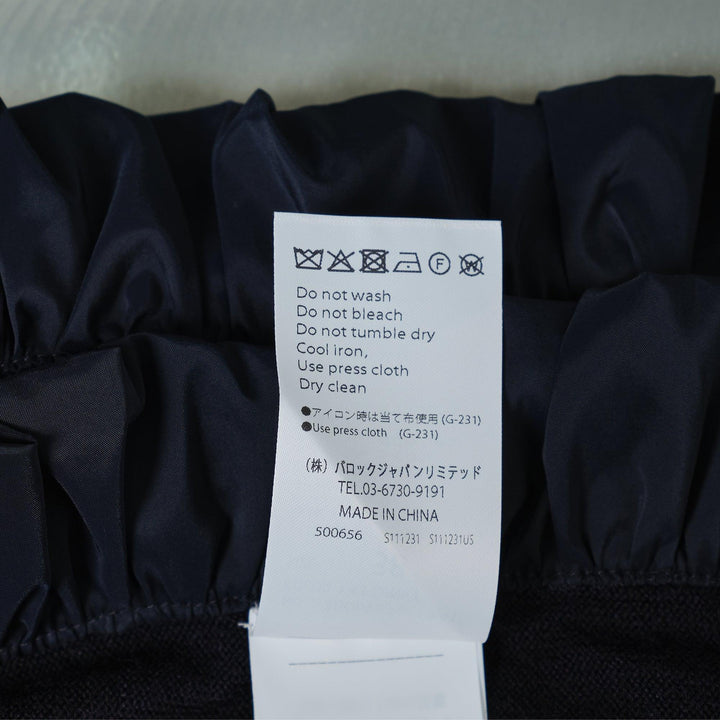 Do not wash
Do not bleach
Do not tumble dry
Cool iron,
Use press cloth
Dry clean
●アイコン時は当て布使用 (G-231)
●Use press cloth (G-231)
(株) バロックジャパンリミテッド
TEL.03-6730-9191
MADE IN CHINA
500656 S111231 S111231US